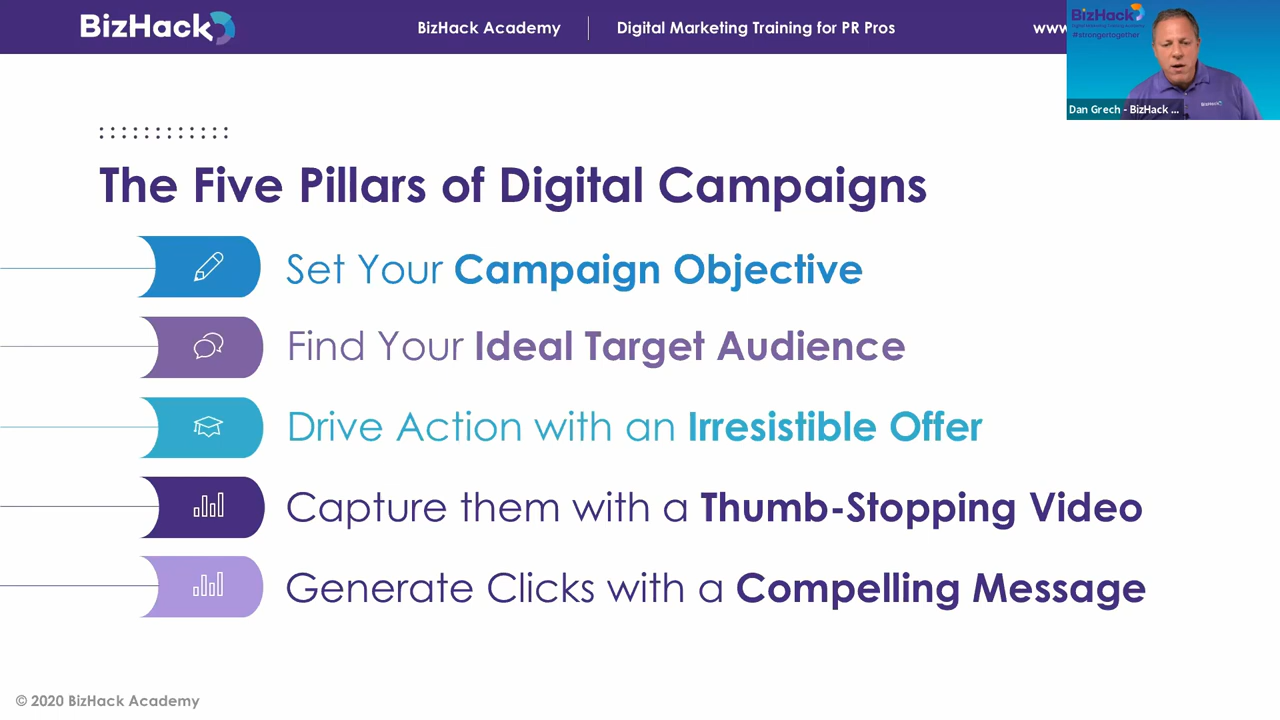 BizHack
BizHack Academy
Digital Marketing Training for PR Pros
www
BizHack
#strongertogether
Dan Grech - BizHack ...
BizHack
The Five Pillars of Digital Campaigns
Set Your Campaign Objective
Find Your Ideal Target Audience
Drive Action with an Irresistible Offer
Capture them with a Thumb-Stopping Video
Generate Clicks with a Compelling Message
© 2020 BizHack Academy